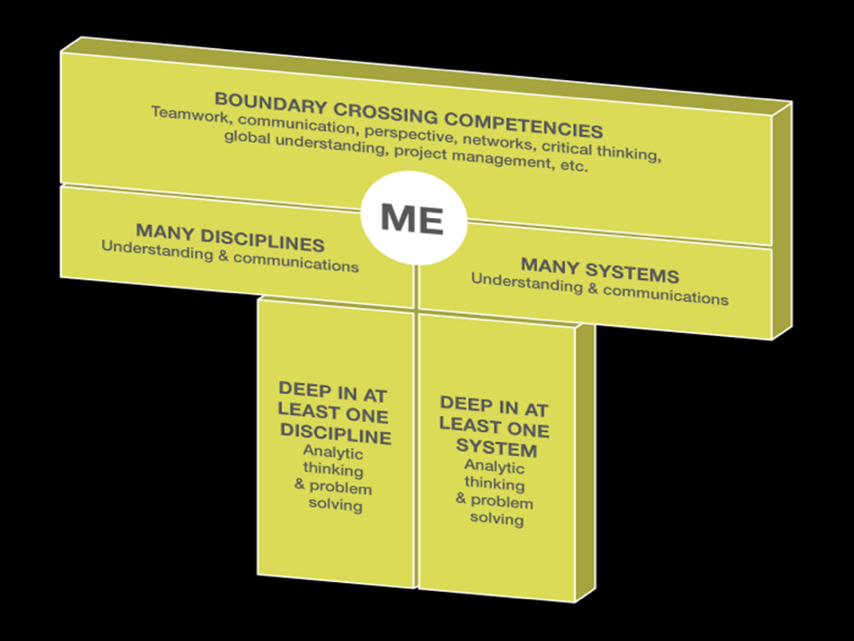 BOUNDARY CROSSING COMPETENCIES
Teamwork, communication, perspective, networks, critical thinking,
global understanding, project management, etc.
ME
MANY DISCIPLINES
Understanding & communications
MANY SYSTEMS
Understanding & communications
DEEP IN AT
LEAST ONE
DISCIPLINE
Analytic
thinking
& problem
solving
DEEP IN AT
LEAST ONE
SYSTEM
Analytic
thinking
& problem
solving